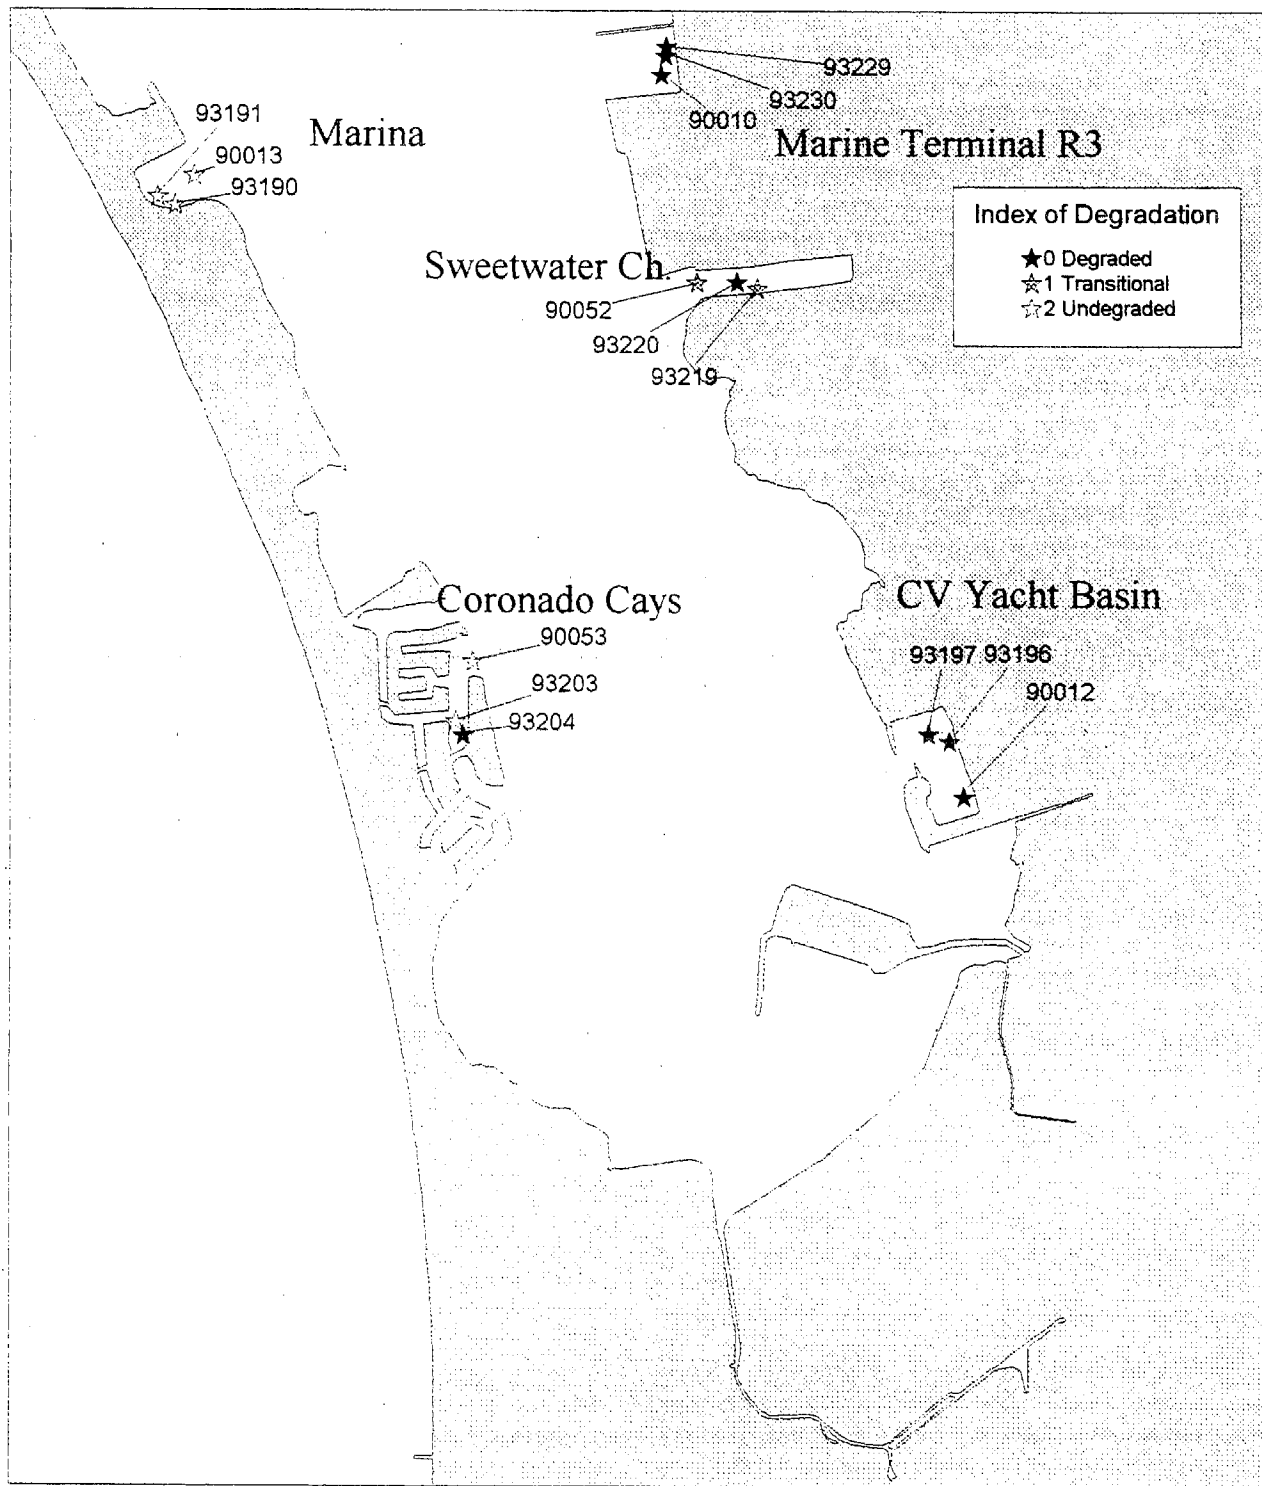 93229
93230
90010
Marine Terminal R3
93191
Marina
90013
93190
Index of Degradation
0 Degraded
1 Transitional
2 Undegraded
Sweetwater Ch.
90052
93220
93219
Coronado Cays
90053
93203
93204
CV Yacht Basin
93197 93196
90012